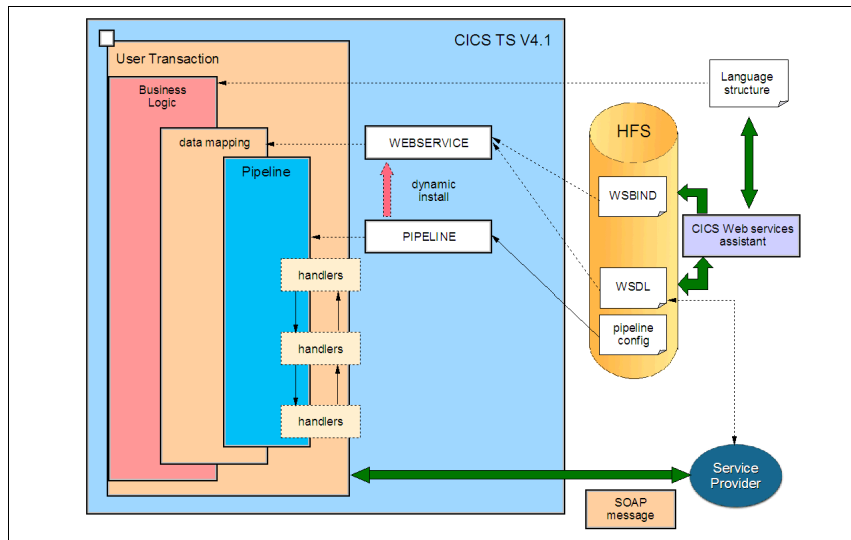 CICS TS V4.1
User Transaction
Business
Logic
data mapping
Pipeline
handlers
handlers
handlers
WEBSERVICE
dynamic
install
PIPELINE
Language
structure
HFS
WSBIND
CICS Web services
assistant
WSDL
pipeline
config
Service
Provider
SOAP
message